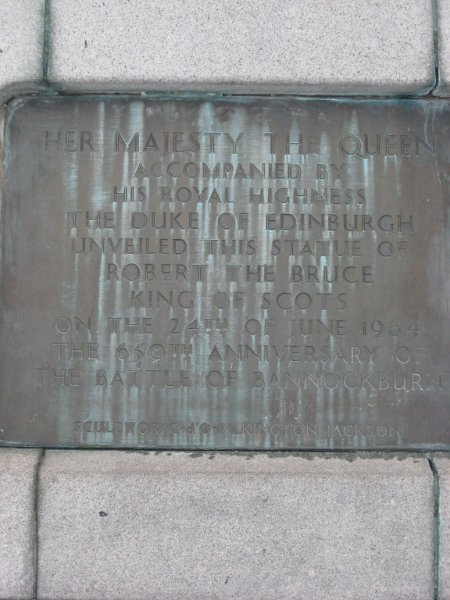 HER MAJESTY THE QUEEN
ACCOMPANIED BY
HIS ROYAL HIGHNESS
THE DUKE OF EDINBURGH
UNVEILED THIS STATUE OF
ROBERT THE BRUCE
KING OF SCOTS
ON THE 24TH OF JUNE 1964
THE 650TH ANNIVERSARY OF
THE BATTLE OF BANNOCKBURN
SCULPTOR PILKINGTON JACKSON